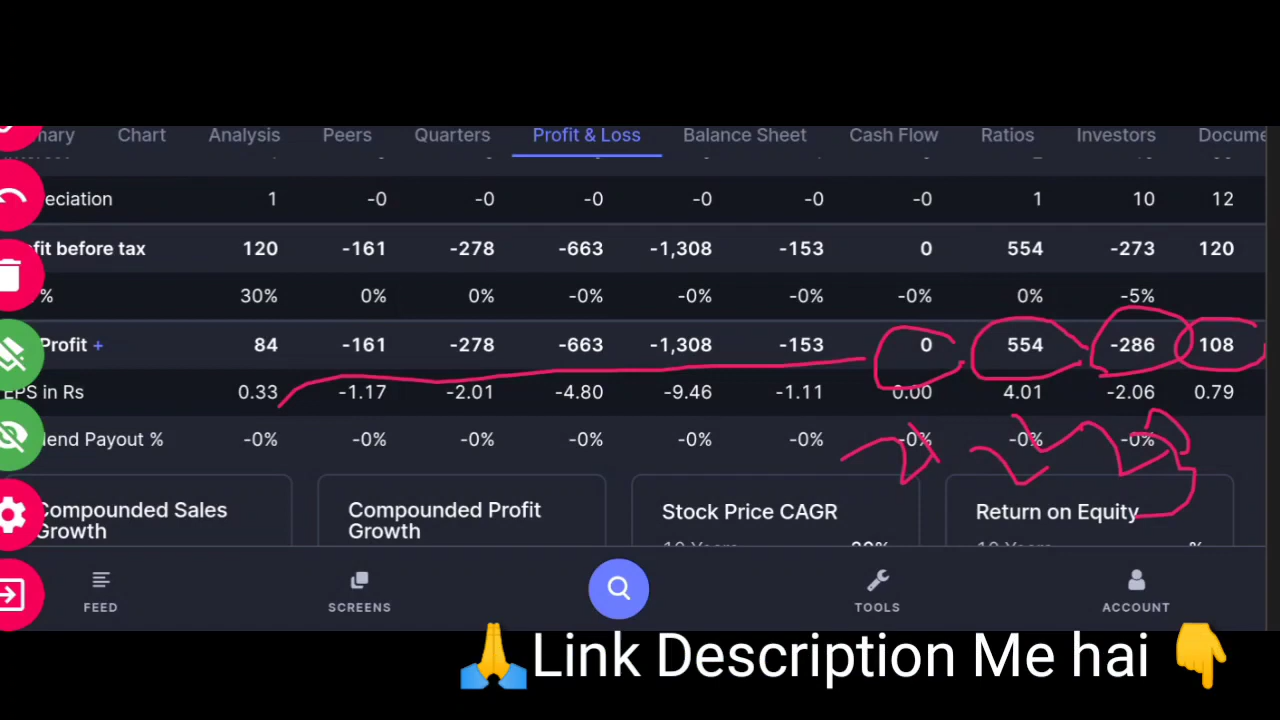 mary Chart Analysis Peers Quarters Profit & Loss Balance Sheet Cash Flow Ratios Investors Docume
eciation 1 -0 -0 -0 -0 -0 -0 1 10 12
fit before tax 120 -161 -278 -663 -1,308 -153 0 554 -273 120
% 30% 0% 0% -0% -0% -0% -0% 0% -5%
Profit + 84 -161 -278 -663 -1,308 -153 0 554 -286 108
EPS in Rs 0.33 -1.17 -2.01 -4.80 -9.46 -1.11 0.00 4.01 -2.06 0.79
dend Payout % -0% -0% -0% -0% -0% -0% -0% -0% -0%
Compounded Sales
Growth
Compounded Profit
Growth
Stock Price CAGR
Return on Equity
FEED SCREENS TOOLS ACCOUNT
🙏Link Description Me hai 👇